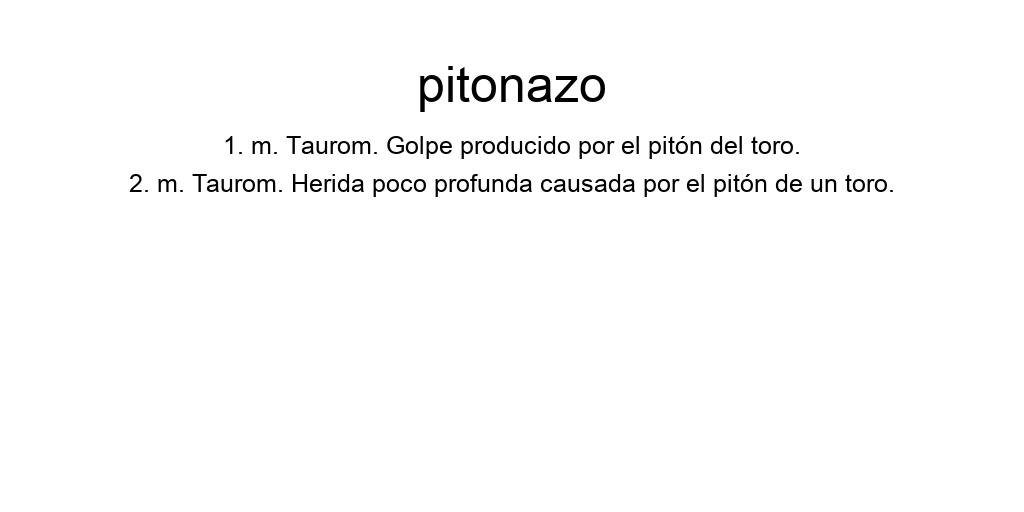 pitonazo
1. m. Taurom. Golpe producido por el pitón del toro.
2. m. Taurom. Herida poco profunda causada por el pitón de un toro.